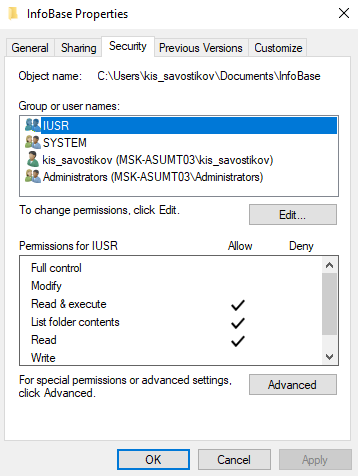 InfoBase Properties
General Sharing Security Previous Versions Customize
Object name: C:\Users\kis_savostikov\Documents\InfoBase
Group or user names:
IUSR
SYSTEM
kis_savostikov (MSK-ASUMT03\kis_savostikov)
Administrators (MSK-ASUMT03\Administrators)
To change permissions, click Edit.
Edit...
Permissions for IUSR Allow Deny
Full control
Modify
Read & execute
List folder contents
Read
Write
For special permissions or advanced settings,
click Advanced.
Advanced
OK Cancel Apply